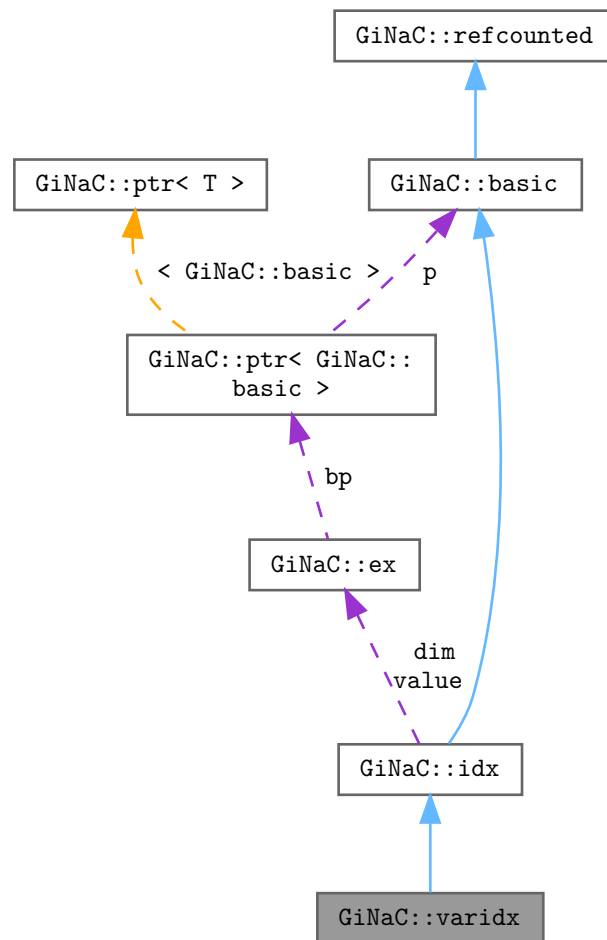 GiNaC::refcounted
GiNaC::ptr< T >
GiNaC::basic
< GiNaC::basic >
p
GiNaC::ptr< GiNaC::
basic >
bp
GiNaC::ex
dim
value
GiNaC::idx
GiNaC::varidx